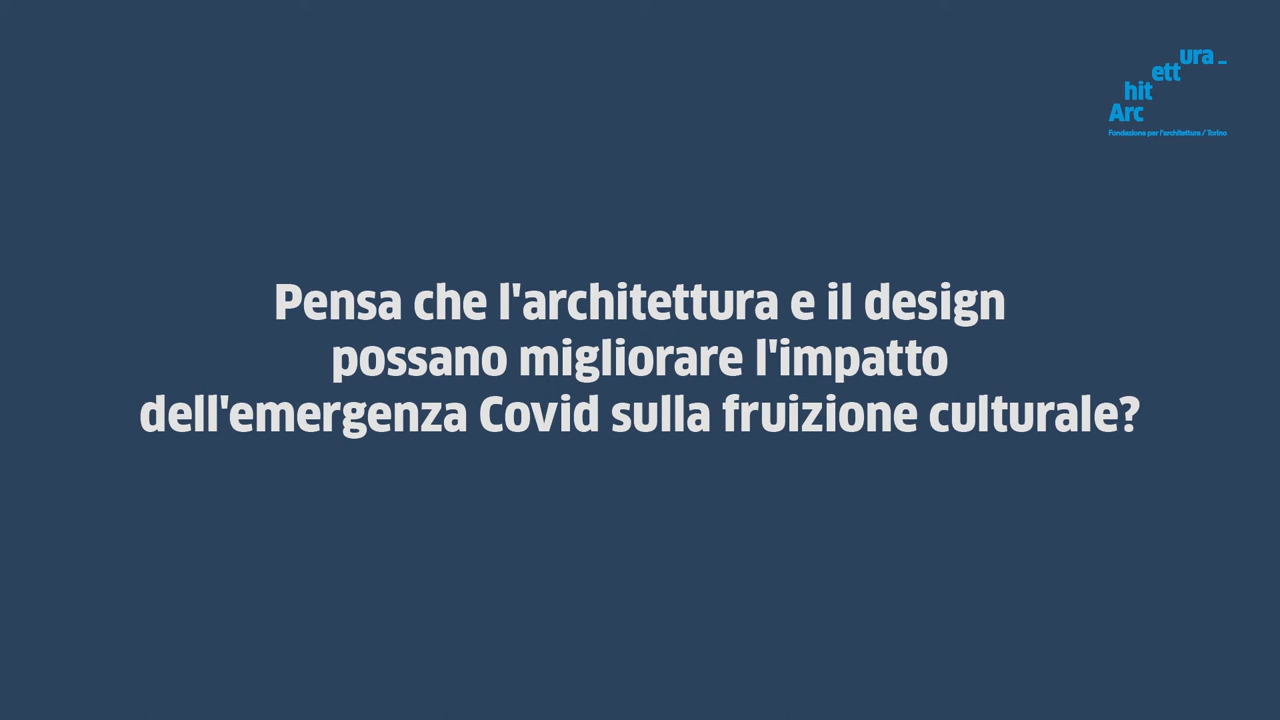 ura_
ett
hit
Arc
Fondazione per l'architettura / Torino
Pensa che l'architettura e il design
possano migliorare l'impatto
dell'emergenza Covid sulla fruizione culturale?